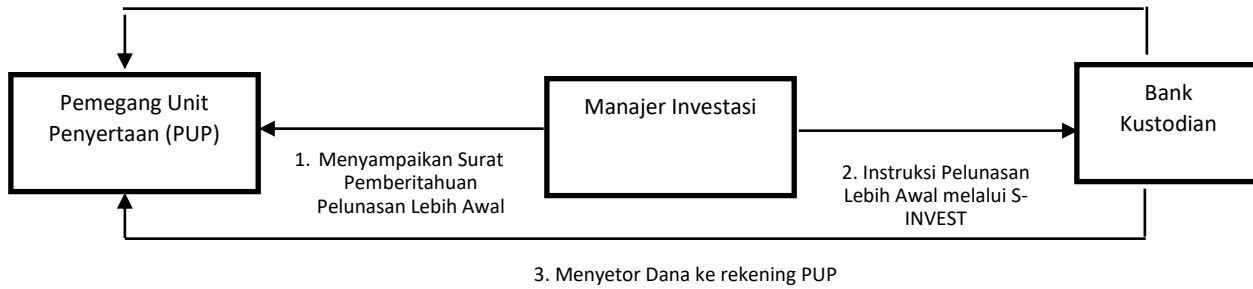 Pemegang Unit
Penyertaan (PUP)
Manajer Investasi
Bank
Kustodian
1. Menyampaikan Surat
Pemberitahuan
Pelunasan Lebih Awal
2. Instruksi Pelunasan
Lebih Awal melalui S-
INVEST
3. Menyetor Dana ke rekening PUP